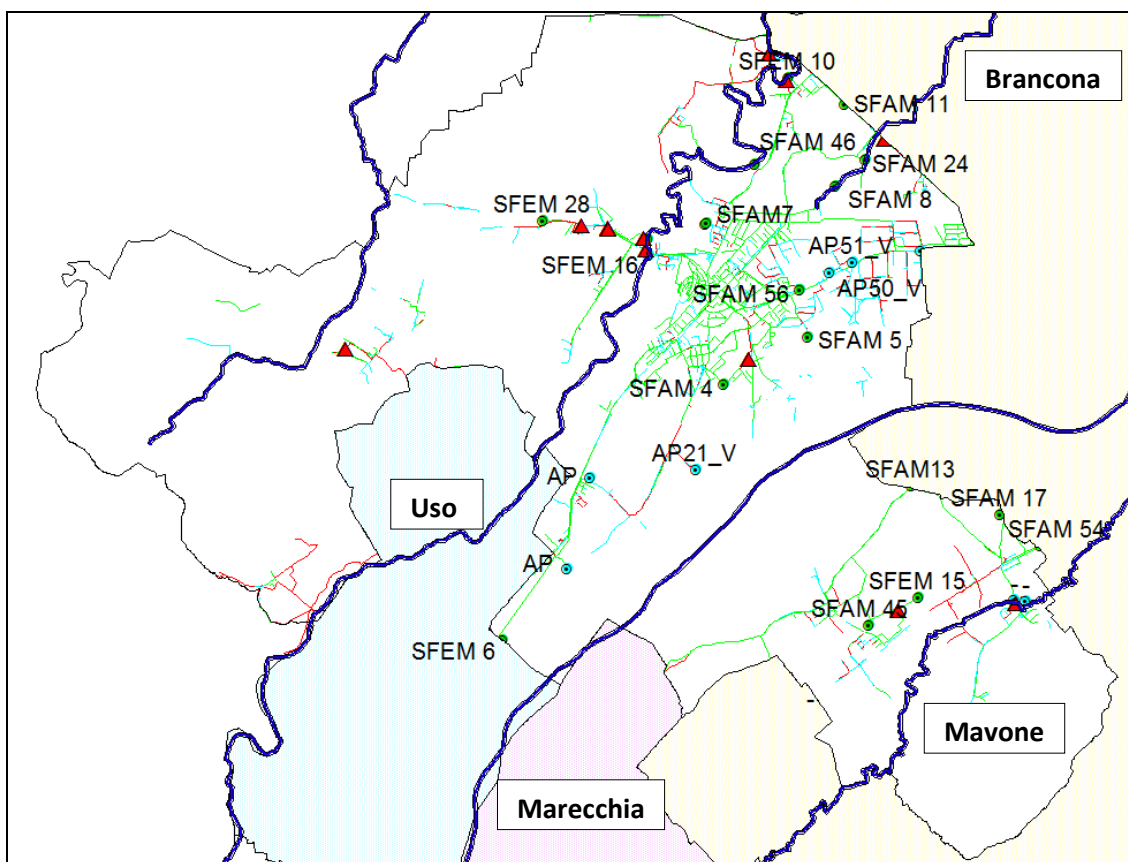 SFEM 10
Brancona
SFAM 11
SFAM 46
SFAM 24
SFAM 8
SFEM 28
SFAM7
SFEM 16
AP51_V
AP50_V
SFAM 56
SFAM 5
SFAM 4
AP21_V
AP
SFAM13
Uso
SFAM 17
SFAM 54
AP
--
SFEM 15
SFAM 45
SFEM 6
-
Mavone
Marecchia